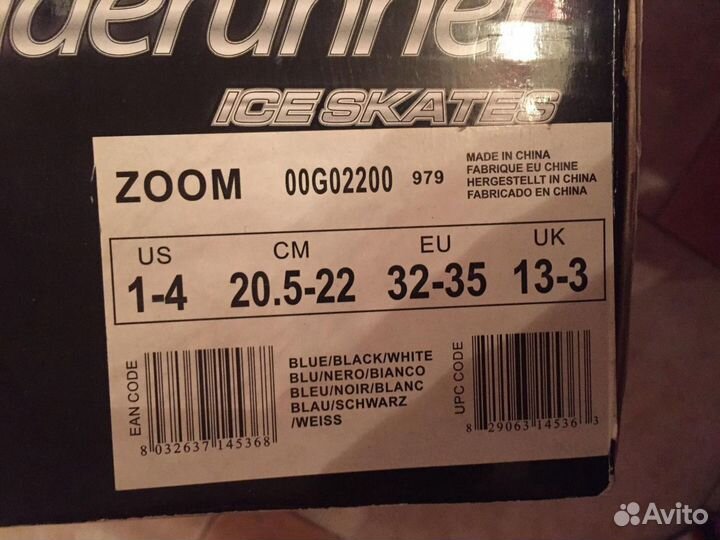 derunner
ICE SKATES
ZOOM 00G02200 979
MADE IN CHINA
FABRIQUE EU CHINE
HERGESTELLT IN CHINA
FABRICADO EN CHINA
US CM EU UK
1-4 20.5-22 32-35 13-3
EAN CODE
8 032637 145368
BLUE/BLACK/WHITE
BLU/NERO/BIANCO
BLEU/NOIR/BLANC
BLAU/SCHWARZ
/WEISS
UPC CODE
8 29063 14536 3
Avito